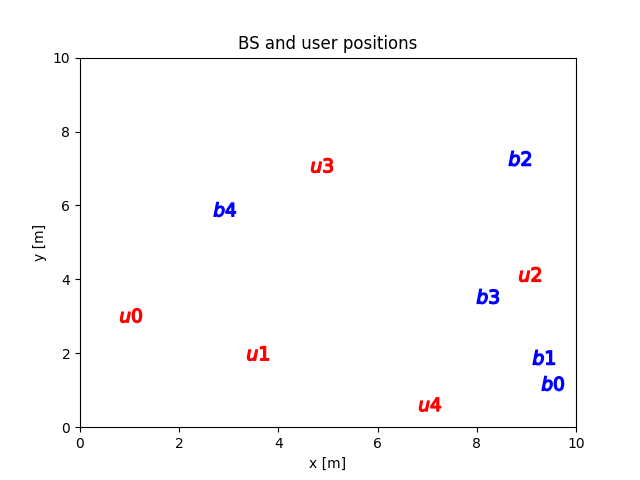 BS and user positions
10
b2
u3
8
b4
6
u2
b3
4
u0
u1
b1
2
b0
u4
0
y [m]
0 2 4 6 8 10
x [m]